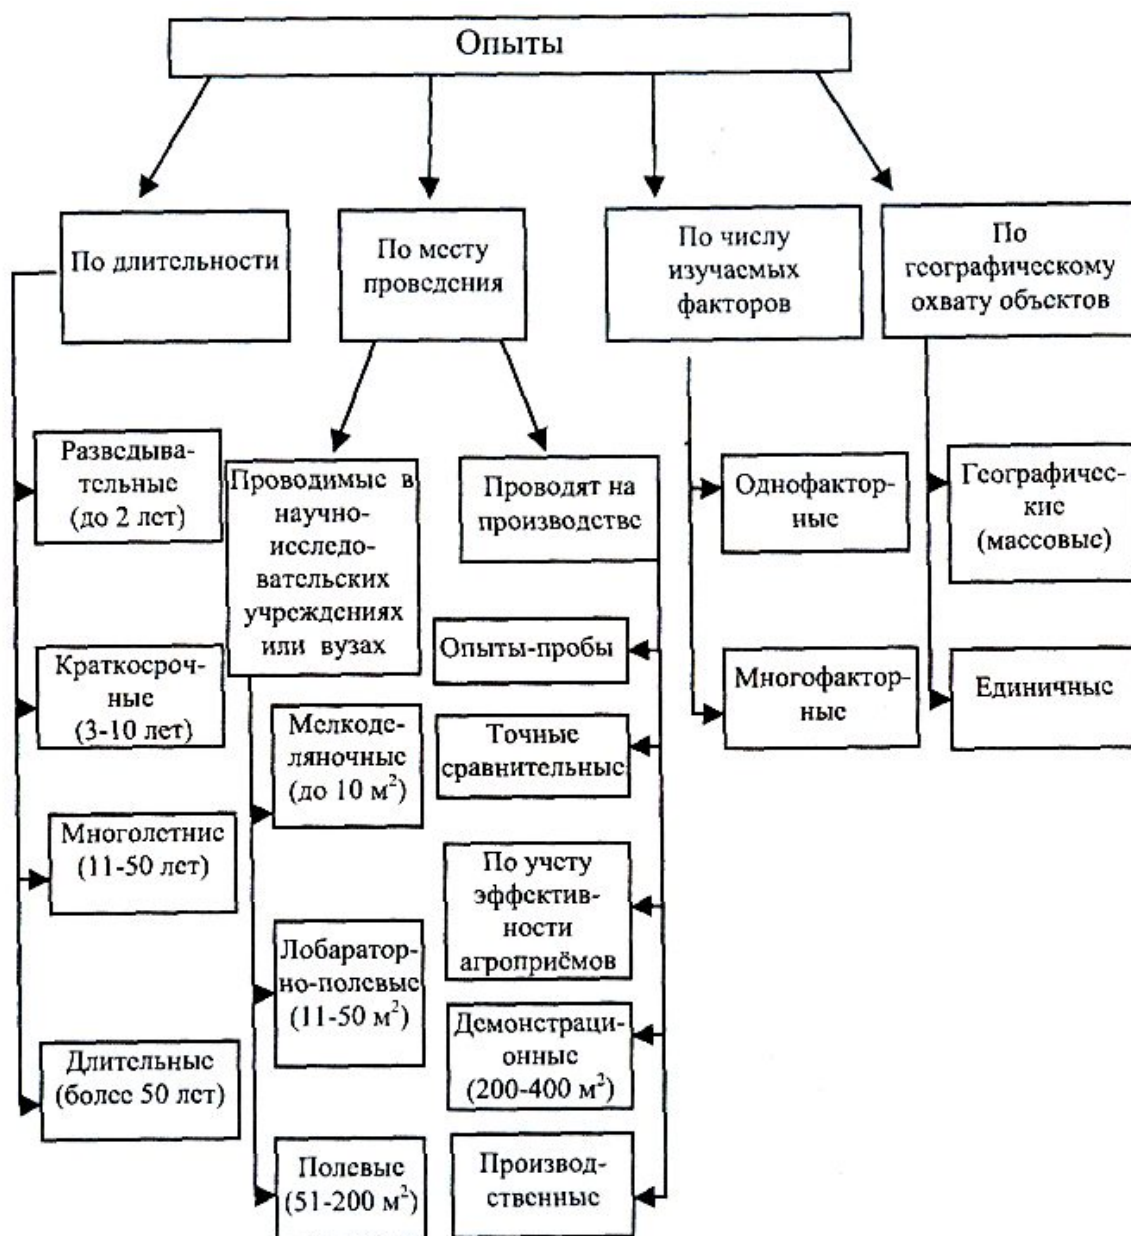 Опыты
По длительности
По месту
проведения
По числу
изучаемых
факторов
По
географическому
охвату объектов
Разведыва-
тельные
(до 2 лет)
Краткосроч-
ные
(3-10 лет)
Многолетние
(11-50 лет)
Длительные
(более 50 лет)
Проводимые в
научно-
исследо-
вательских
учреждениях
или вузах
Мелкоде-
ляночные
(до 10 м²)
Лобаратор-
но-полевые
(11-50 м²)
Полевые
(51-200 м²)
Проводят на
производстве
Опыты-пробы
Точные
сравнительные
По учету
эффектив-
ности
агроприёмов
Демонстраци-
онные
(200-400 м²)
Производ-
ственные
Однофактор-
ные
Многофактор-
ные
Географичес-
кие
(массовые)
Единичные